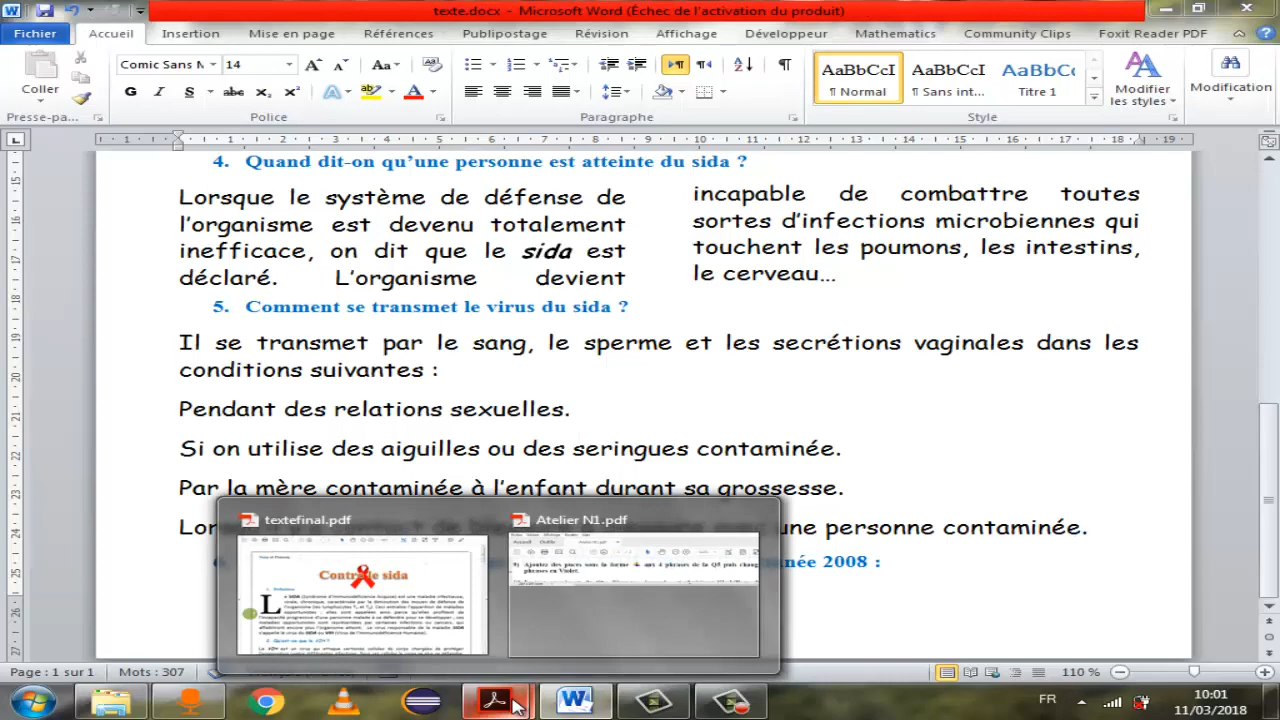 texte.docx - Microsoft Word (Échec de l'activation du produit)
Fichier Accueil Insertion Mise en page Références Publipostage Révision Affichage Développeur Mathematics Community Clips Foxit Reader PDF
Coller
Comic Sans M 14
AaBbCcI AaBbCcI AaBbCc
¶ Normal ¶ Sans int... Titre 1
Modifier les styles
Modification
Presse-pa... Police Paragraphe Style
4. Quand dit-on qu'une personne est atteinte du sida ?
Lorsque le système de défense de
l'organisme est devenu totalement
inefficace, on dit que le sida est
déclaré. L'organisme devient
incapable de combattre toutes
sortes d'infections microbiennes qui
touchent les poumons, les intestins,
le cerveau…
5. Comment se transmet le virus du sida ?
Il se transmet par le sang, le sperme et les secrétions vaginales dans les
conditions suivantes :
Pendant des relations sexuelles.
Si on utilise des aiguilles ou des seringues contaminée.
Par la mère contaminée à l'enfant durant sa grossesse.
une personne contaminée.
année 2008 :
textefinal.pdf
Contre le sida
Atelier N1.pdf
Page : 1 sur 1 Mots : 307 110 %
FR 10:01
11/03/2018